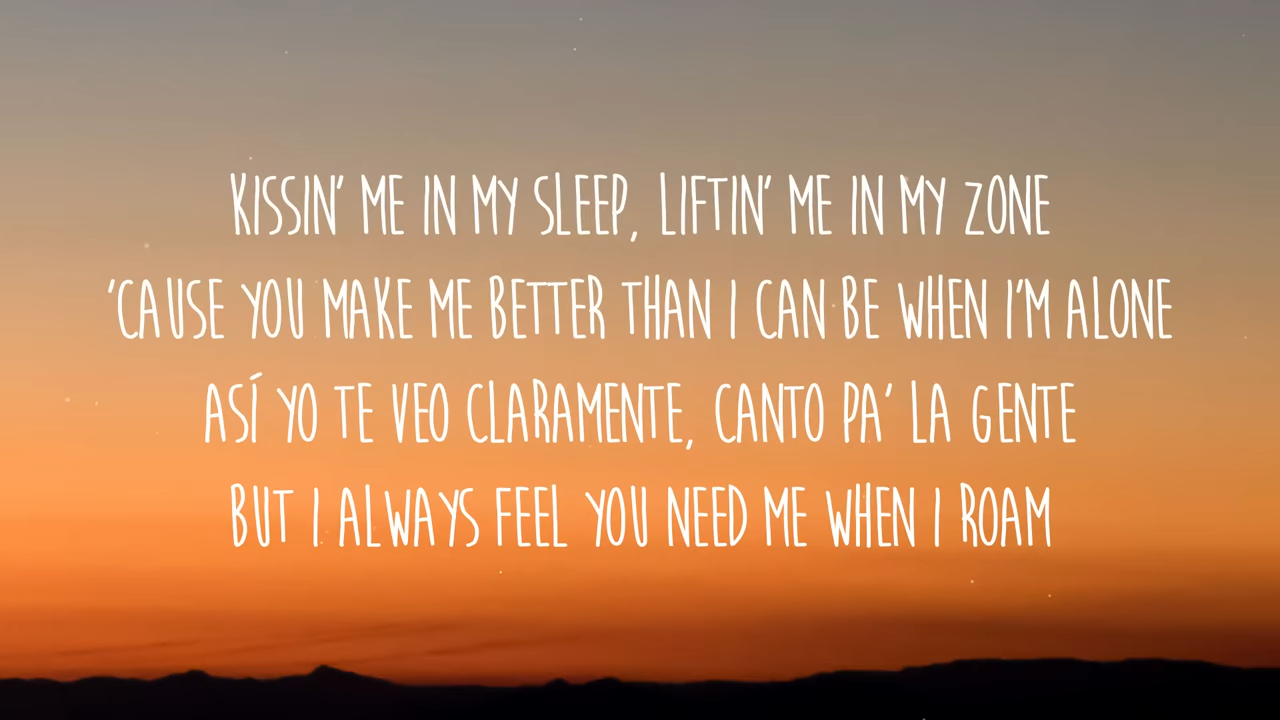 KISSIN' ME IN MY SLEEP, LIFTIN' ME IN MY ZONE
'CAUSE YOU MAKE ME BETTER THAN I CAN BE WHEN I'M ALONE
ASÍ YO TE VEO CLARAMENTE, CANTO PA' LA GENTE
BUT I ALWAYS FEEL YOU NEED ME WHEN I ROAM